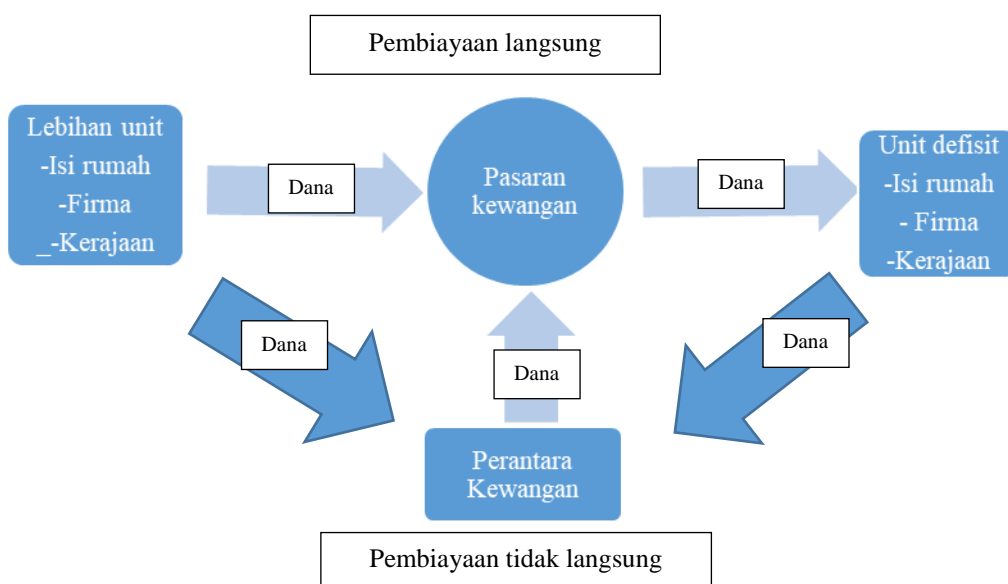 Pembiayaan langsung
Lebihan unit
-Isi rumah
-Firma
_-Kerajaan
Dana
Pasaran
kewangan
Dana
Unit defisit
-Isi rumah
- Firma
-Kerajaan
Dana
Dana
Dana
Perantara
Kewangan
Pembiayaan tidak langsung